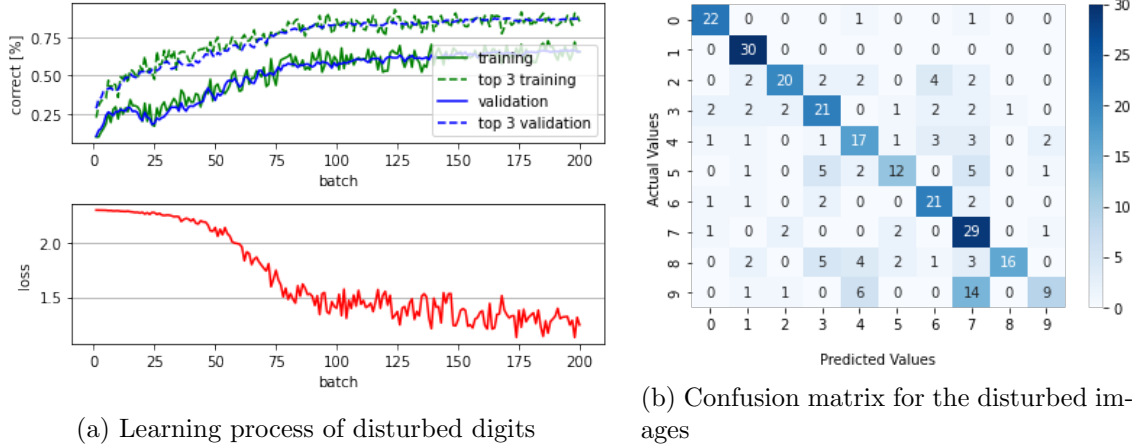 correct [%]
0.75
0.50
0.25
training
top 3 training
validation
top 3 validation
0 25 50 75 100 125 150 175 200
batch
loss
2.0
1.5
0 25 50 75 100 125 150 175 200
batch
(a) Learning process of disturbed digits
Actual Values
0 22 0 0 0 1 0 0 1 0 0
1 0 30 0 0 0 0 0 0 0 0
2 0 2 20 2 2 0 4 2 0 0
3 2 2 2 21 0 1 2 2 1 0
4 1 1 0 1 17 1 3 3 0 2
5 0 1 0 5 2 12 0 5 0 1
6 1 1 0 2 0 0 21 2 0 0
7 1 0 2 0 0 2 0 29 0 1
8 0 2 0 5 4 2 1 3 16 0
9 0 1 1 0 6 0 0 14 0 9
0 1 2 3 4 5 6 7 8 9
Predicted Values
30
25
20
15
10
5
0
(b) Confusion matrix for the disturbed im-
ages